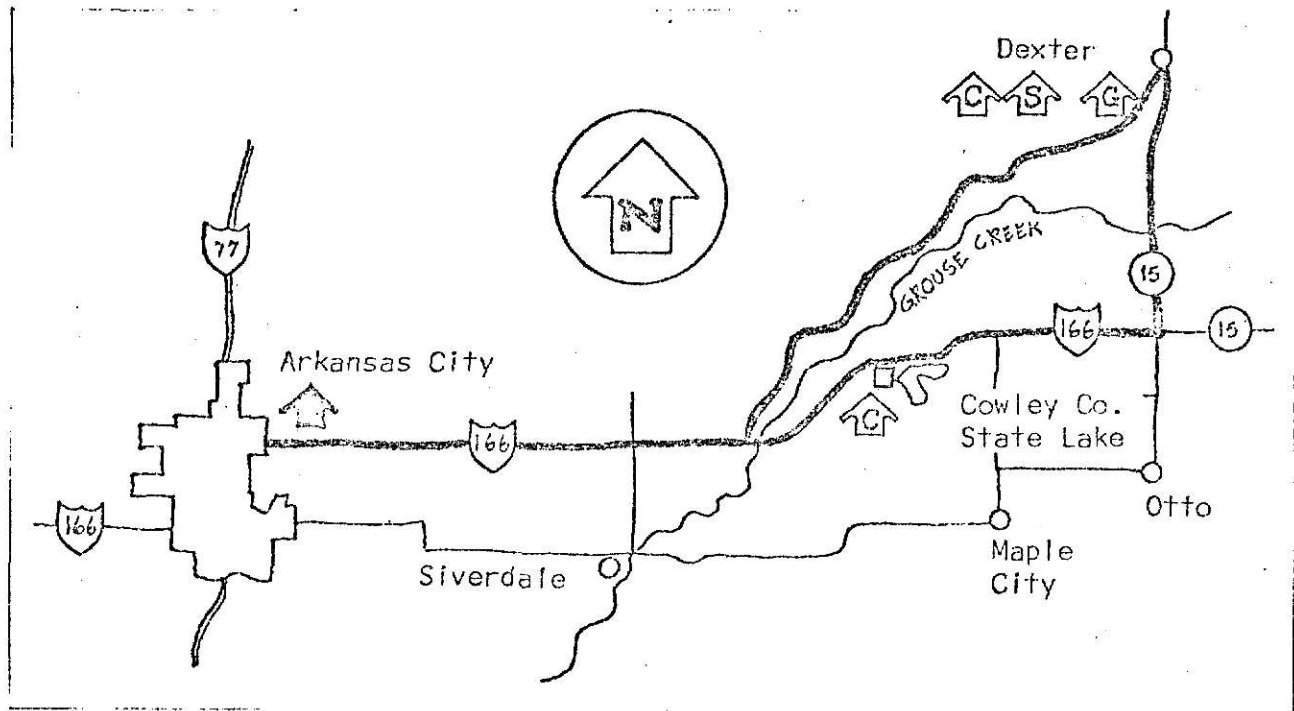 Dexter
C S G
N
77
GROUSE CREEK
15
166
15
Arkansas City
166
C
Cowley Co.
State Lake
166
Otto
Siverdale
Maple
City